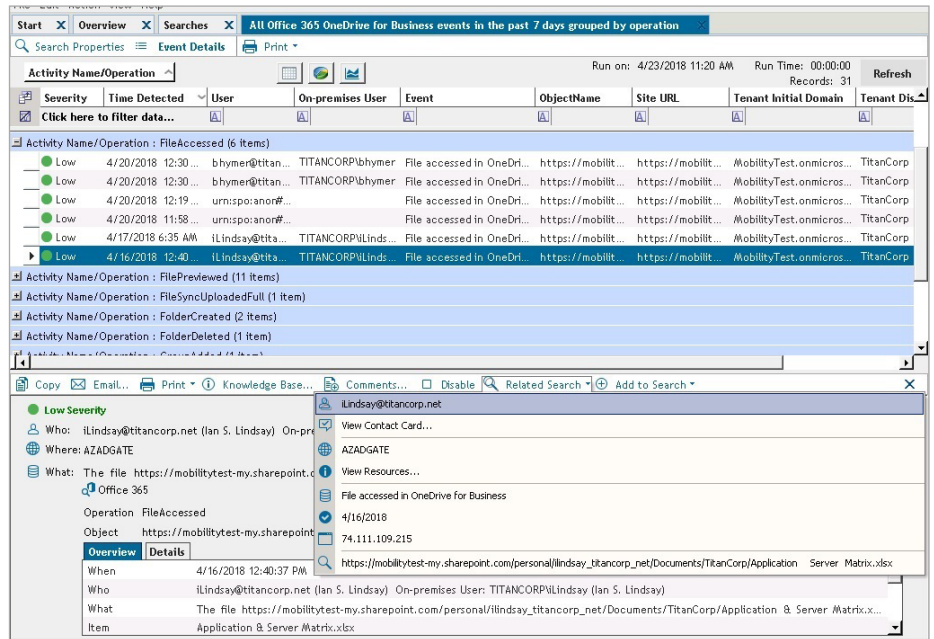 Start X Overview X Searches X All Office 365 OneDrive for Business events in the past 7 days grouped by operation
Search Properties Event Details Print
Activity Name/Operation Run on: 4/23/2018 11:20 AM Run Time: 00:00:00 Records: 31 Refresh
Severity Time Detected User On-premises User Event ObjectName Site URL Tenant Initial Domain Tenant Dis
Click here to filter data...
Activity Name/Operation : FileAccessed (6 items)
Low 4/20/2018 12:30... bhymer@titan... TITANCORP\bhymer File accessed in OneDri... https://mobilit... https://mobilit... MobilityTest.onmicros... TitanCorp
Low 4/20/2018 12:30... bhymer@titan... TITANCORP\bhymer File accessed in OneDri... https://mobilit... https://mobilit... MobilityTest.onmicros... TitanCorp
Low 4/20/2018 12:19... urn:spo:anon#... File accessed in OneDri... https://mobilit... https://mobilit... MobilityTest.onmicros... TitanCorp
Low 4/20/2018 11:58... urn:spo:anon#... File accessed in OneDri... https://mobilit... https://mobilit... MobilityTest.onmicros... TitanCorp
Low 4/17/2018 6:35 AM iLindsay@tita... TITANCORP\iLinds... File accessed in OneDri... https://mobilit... https://mobilit... MobilityTest.onmicros... TitanCorp
Low 4/16/2018 12:40... iLindsay@tita... TITANCORP\iLinds... File accessed in OneDri... https://mobilit... https://mobilit... MobilityTest.onmicros... TitanCorp
Activity Name/Operation : FilePreviewed (11 items)
Activity Name/Operation : FileSyncUploadedFull (1 item)
Activity Name/Operation : FolderCreated (2 items)
Activity Name/Operation : FolderDeleted (1 item)
Copy Email... Print Knowledge Base... Comments... Disable Related Search Add to Search X
Low Severity
Who: iLindsay@titancorp.net (Ian S. Lindsay) On-pre
Where: AZADGATE
What: The file https://mobilitytest-my.sharepoint.c
Office 365
Operation FileAccessed
Object https://mobilitytest-my.sharepoint
iLindsay@titancorp.net
View Contact Card...
AZADGATE
View Resources...
File accessed in OneDrive for Business
4/16/2018
74.111.109.215
https://mobilitytest-my.sharepoint.com/personal/ilindsay_titancorp_net/Documents/TitanCorp/Application Server Matrix.xlsx
Overview Details
When 4/16/2018 12:40:37 PM
Who iLindsay@titancorp.net (Ian S. Lindsay) On-premises User: TITANCORP\iLindsay (Ian S. Lindsay)
What The file https://mobilitytest-my.sharepoint.com/personal/ilindsay_titancorp_net/Documents/TitanCorp/Application & Server Matrix.x...
Item Application & Server Matrix.xlsx